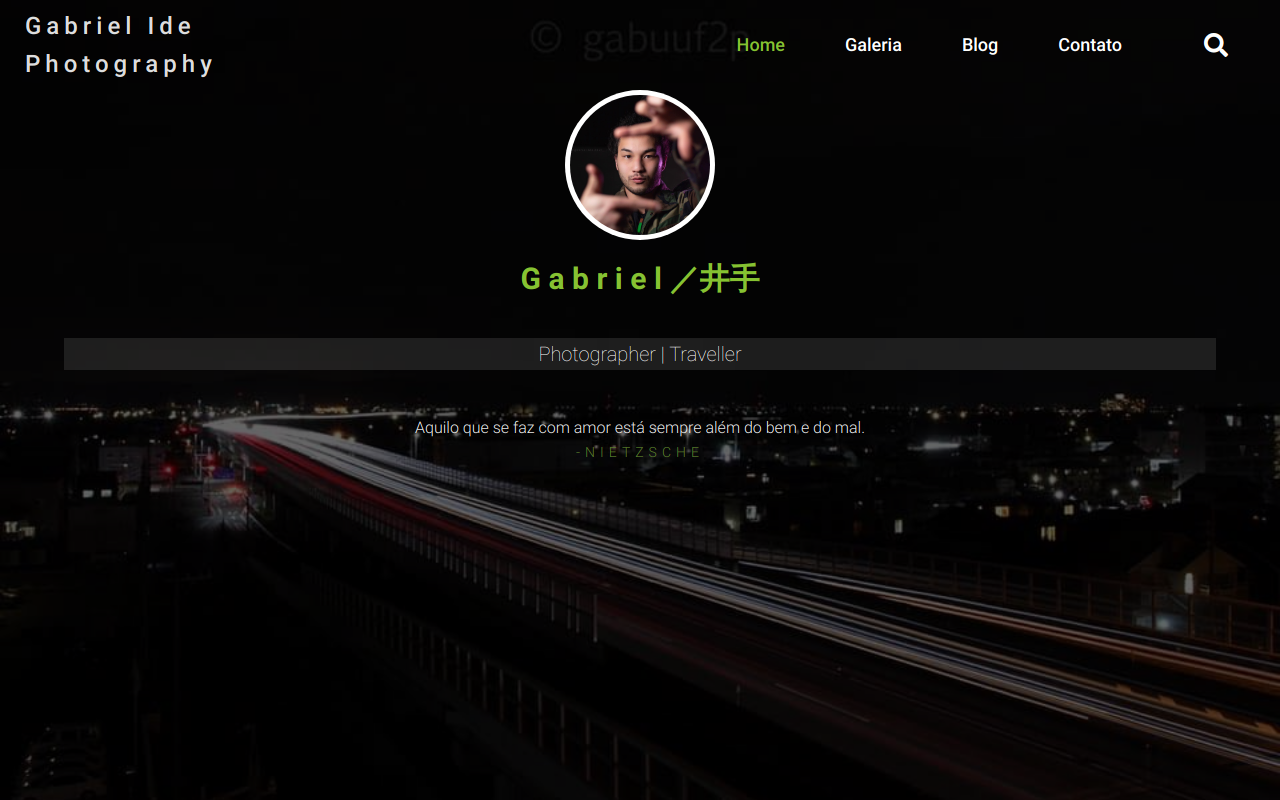 Gabriel Ide
Photography
© gabuuf2p
Home Galeria Blog Contato
Gabriel／井手
Photographer | Traveller
Aquilo que se faz com amor está sempre além do bem e do mal.
-NIETZSCHE